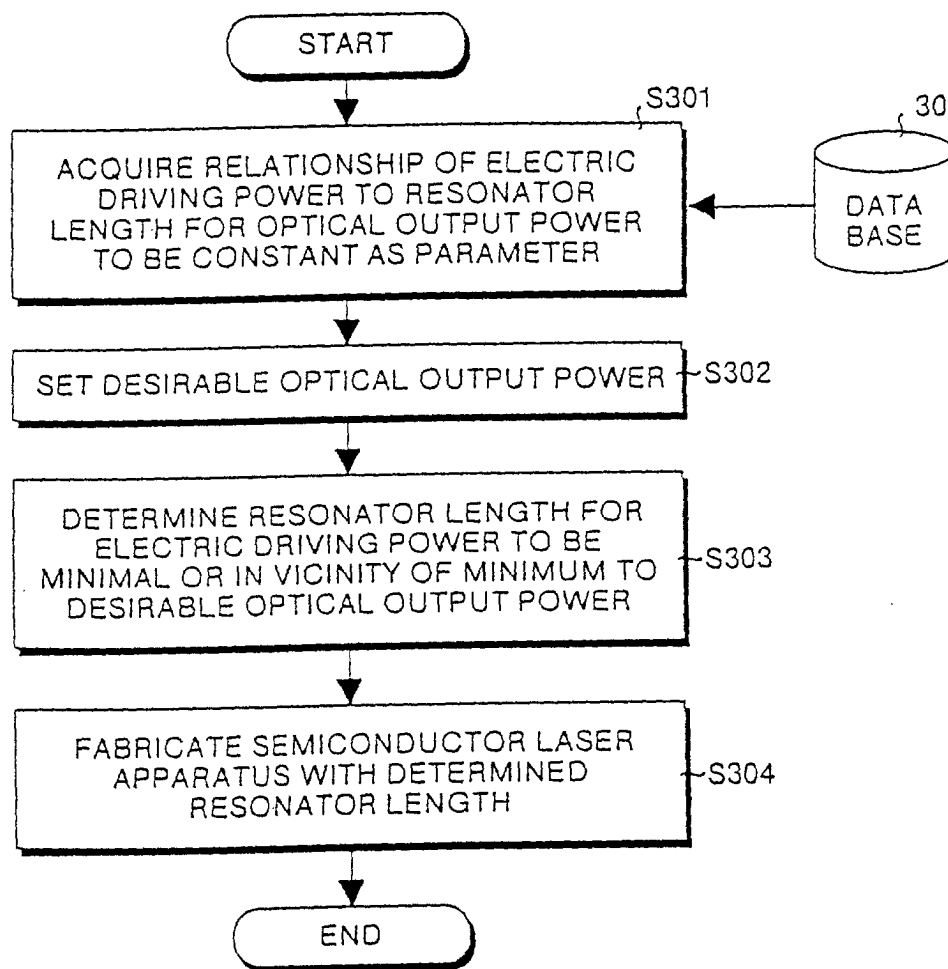 START
S301
30
ACQUIRE RELATIONSHIP OF ELECTRIC
DRIVING POWER TO RESONATOR
LENGTH FOR OPTICAL OUTPUT POWER
TO BE CONSTANT AS PARAMETER
DATA
BASE
SET DESIRABLE OPTICAL OUTPUT POWER
S302
DETERMINE RESONATOR LENGTH FOR
ELECTRIC DRIVING POWER TO BE
MINIMAL OR IN VICINITY OF MINIMUM TO
DESIRABLE OPTICAL OUTPUT POWER
S303
FABRICATE SEMICONDUCTOR LASER
APPARATUS WITH DETERMINED
RESONATOR LENGTH
S304
END